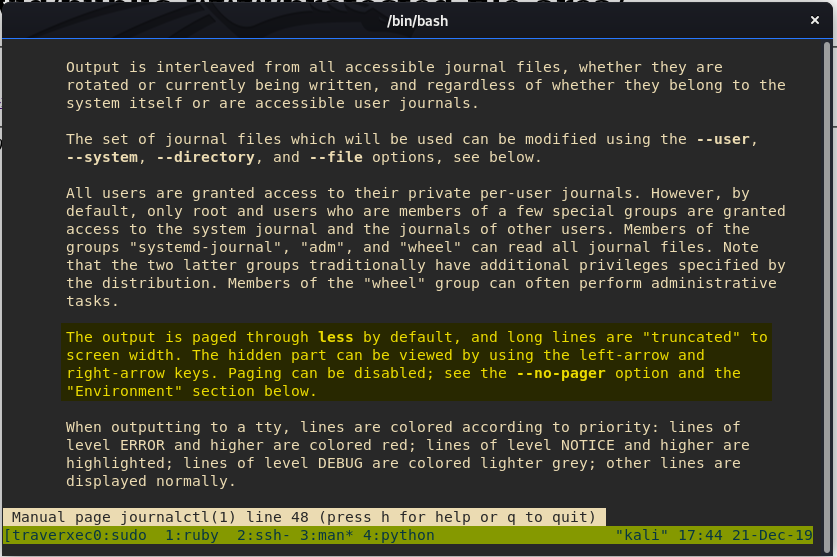 /bin/bash
Output is interleaved from all accessible journal files, whether they are
rotated or currently being written, and regardless of whether they belong to the
system itself or are accessible user journals.
The set of journal files which will be used can be modified using the --user,
--system, --directory, and --file options, see below.
All users are granted access to their private per-user journals. However, by
default, only root and users who are members of a few special groups are granted
access to the system journal and the journals of other users. Members of the
groups "systemd-journal", "adm", and "wheel" can read all journal files. Note
that the two latter groups traditionally have additional privileges specified by
the distribution. Members of the "wheel" group can often perform administrative
tasks.
The output is paged through less by default, and long lines are "truncated" to
screen width. The hidden part can be viewed by using the left-arrow and
right-arrow keys. Paging can be disabled; see the --no-pager option and the
"Environment" section below.
When outputting to a tty, lines are colored according to priority: lines of
level ERROR and higher are colored red; lines of level NOTICE and higher are
highlighted; lines of level DEBUG are colored lighter grey; other lines are
displayed normally.
Manual page journalctl(1) line 48 (press h for help or q to quit)
[traverxec0:sudo  1:ruby  2:ssh- 3:man* 4:python "kali" 17:44 21-Dec-19